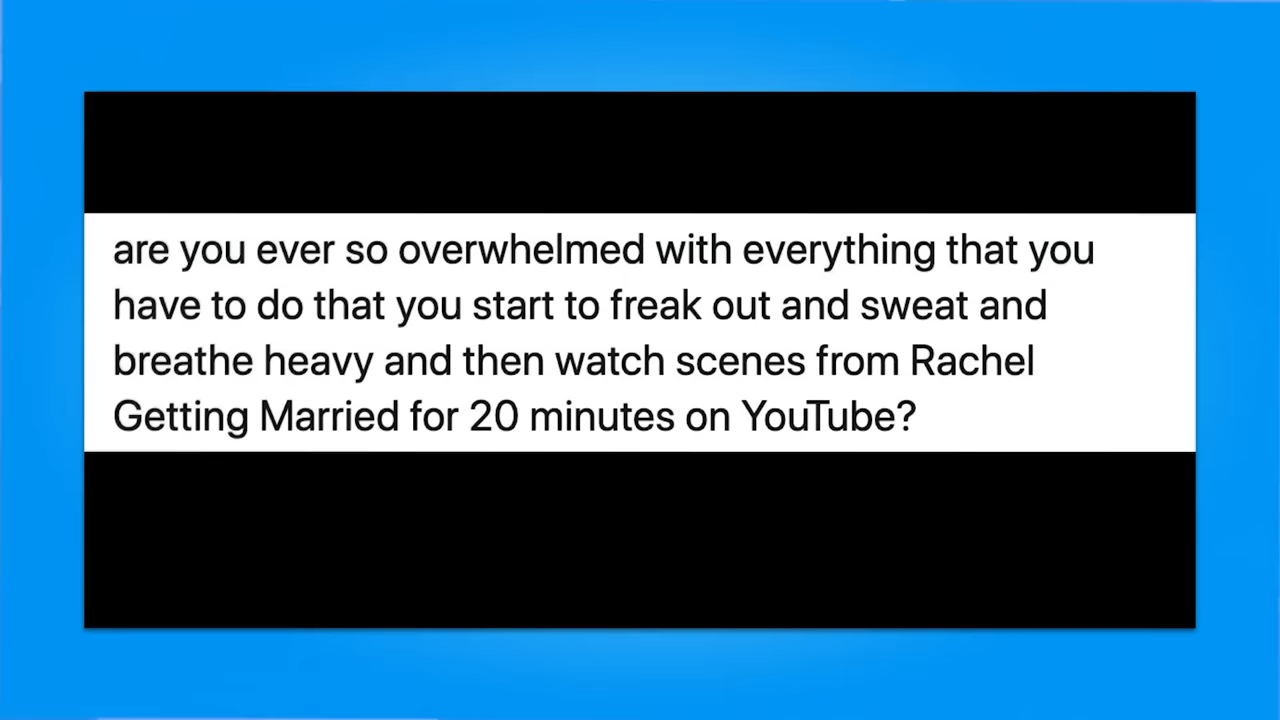 are you ever so overwhelmed with everything that you
have to do that you start to freak out and sweat and
breathe heavy and then watch scenes from Rachel
Getting Married for 20 minutes on YouTube?